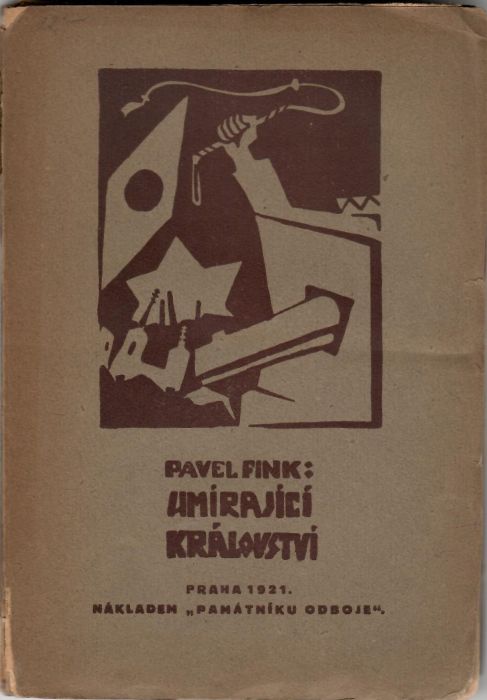 PAVEL FINK:
UMÍRAJÍCÍ
KRÁLOVSTVÍ
PRAHA 1921.
NÁKLADEM „PAMÁTNÍKU ODBOJE“.